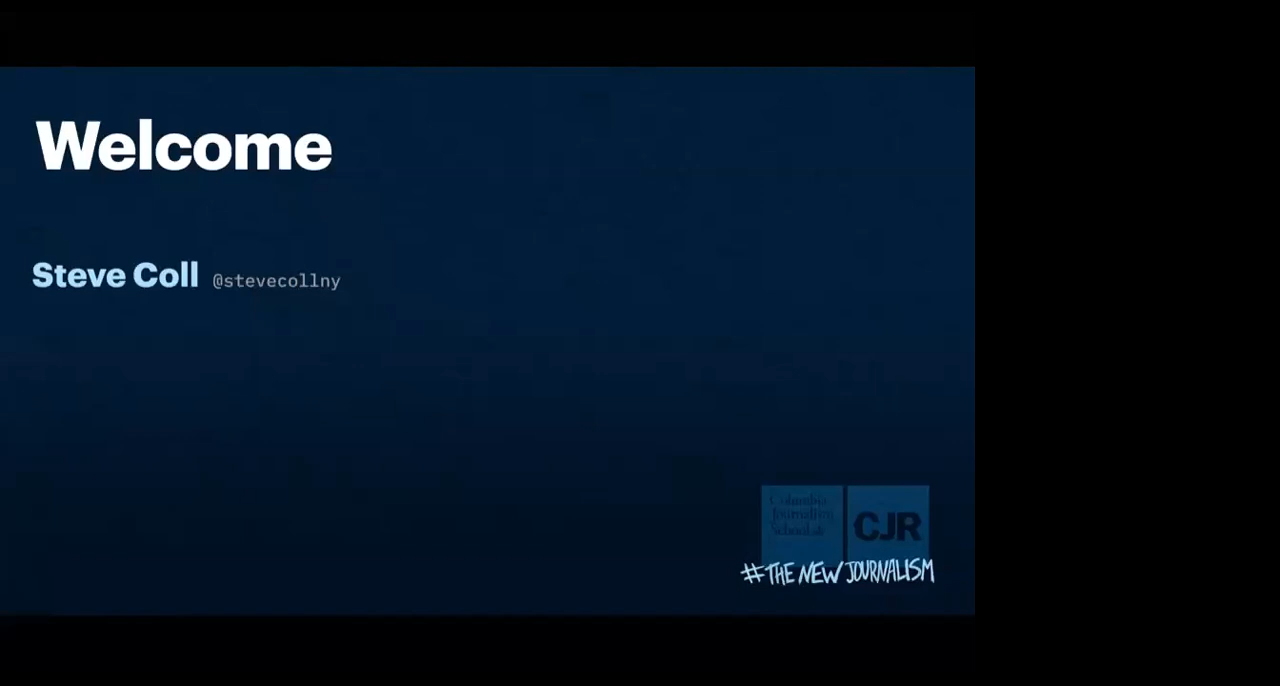 Welcome
Steve Coll @stevecollny
Columbia
Journalism
School
CJR
#THE NEW JOURNALISM